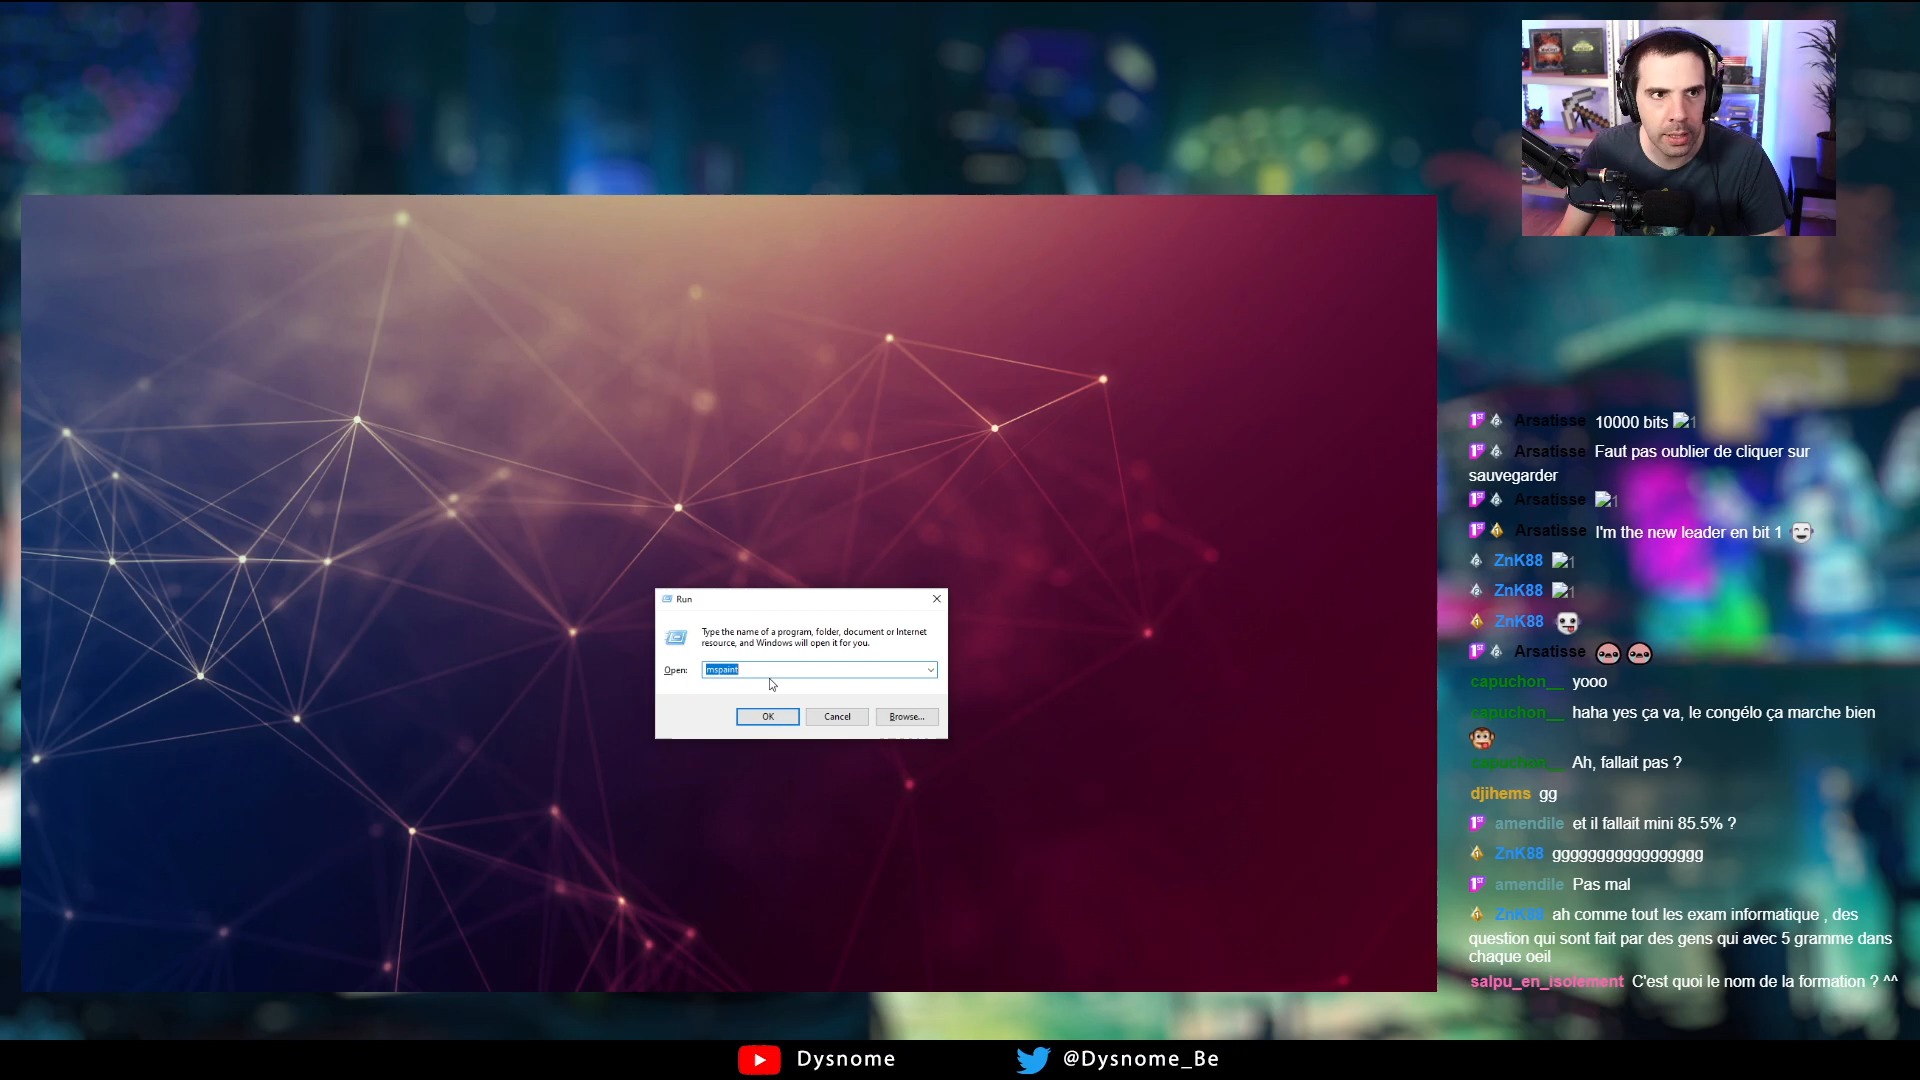 Run
Type the name of a program, folder, document or Internet
resource, and Windows will open it for you.
Open: mspaint
OK Cancel Browse...
Arsatisse 10000 bits 1
Arsatisse Faut pas oublier de cliquer sur
sauvegarder
Arsatisse 1
Arsatisse I'm the new leader en bit 1
ZnK88 1
ZnK88 1
ZnK88
Arsatisse
capuchon__ yooo
capuchon__ haha yes ça va, le congélo ça marche bien
capuchon__ Ah, fallait pas ?
djihems gg
amendile et il fallait mini 85.5% ?
ZnK88 ggggggggggggggggg
amendile Pas mal
ZnK88 ah comme tout les exam informatique , des
question qui sont fait par des gens qui avec 5 gramme dans
chaque oeil
salpu_en_isolement C'est quoi le nom de la formation ? ^^
Dysnome @Dysnome_Be